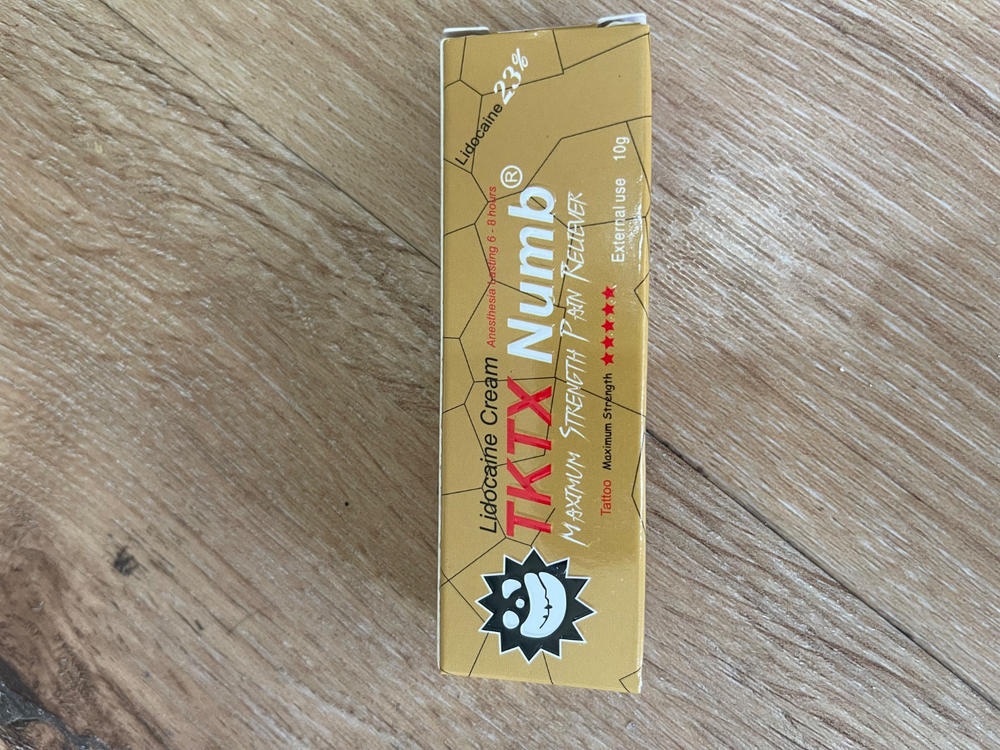 Lidocaine 23%
Lidocaine Cream Anesthesia Lasting 6 - 8 hours
TKTX Numb®
MAXIMUM STRENGTH PAIN RELIEVER
Tattoo Maximum Strength ★★★★★★
External use 10g